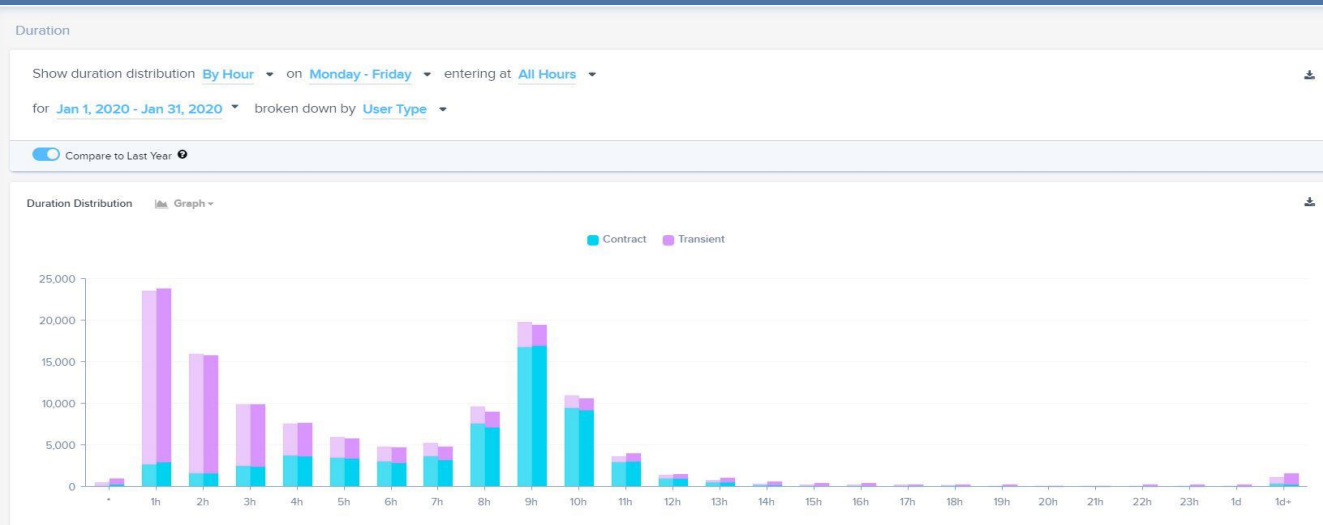 Duration
Show duration distribution By Hour on Monday - Friday entering at All Hours
for Jan 1, 2020 - Jan 31, 2020 broken down by User Type
Compare to Last Year ?
Duration Distribution Graph
Contract Transient
25,000
20,000
15,000
10,000
5,000
0
* 1h 2h 3h 4h 5h 6h 7h 8h 9h 10h 11h 12h 13h 14h 15h 16h 17h 18h 19h 20h 21h 22h 23h 1d 1d+